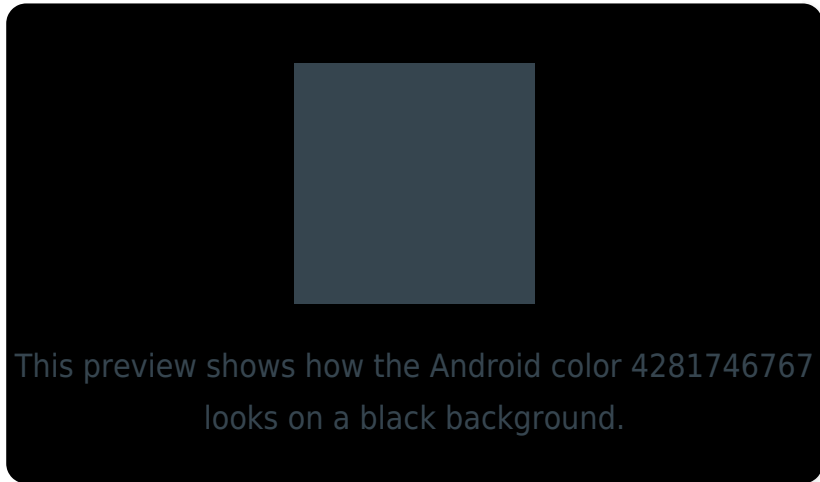 This preview shows how the Android color 4281746767
looks on a black background.